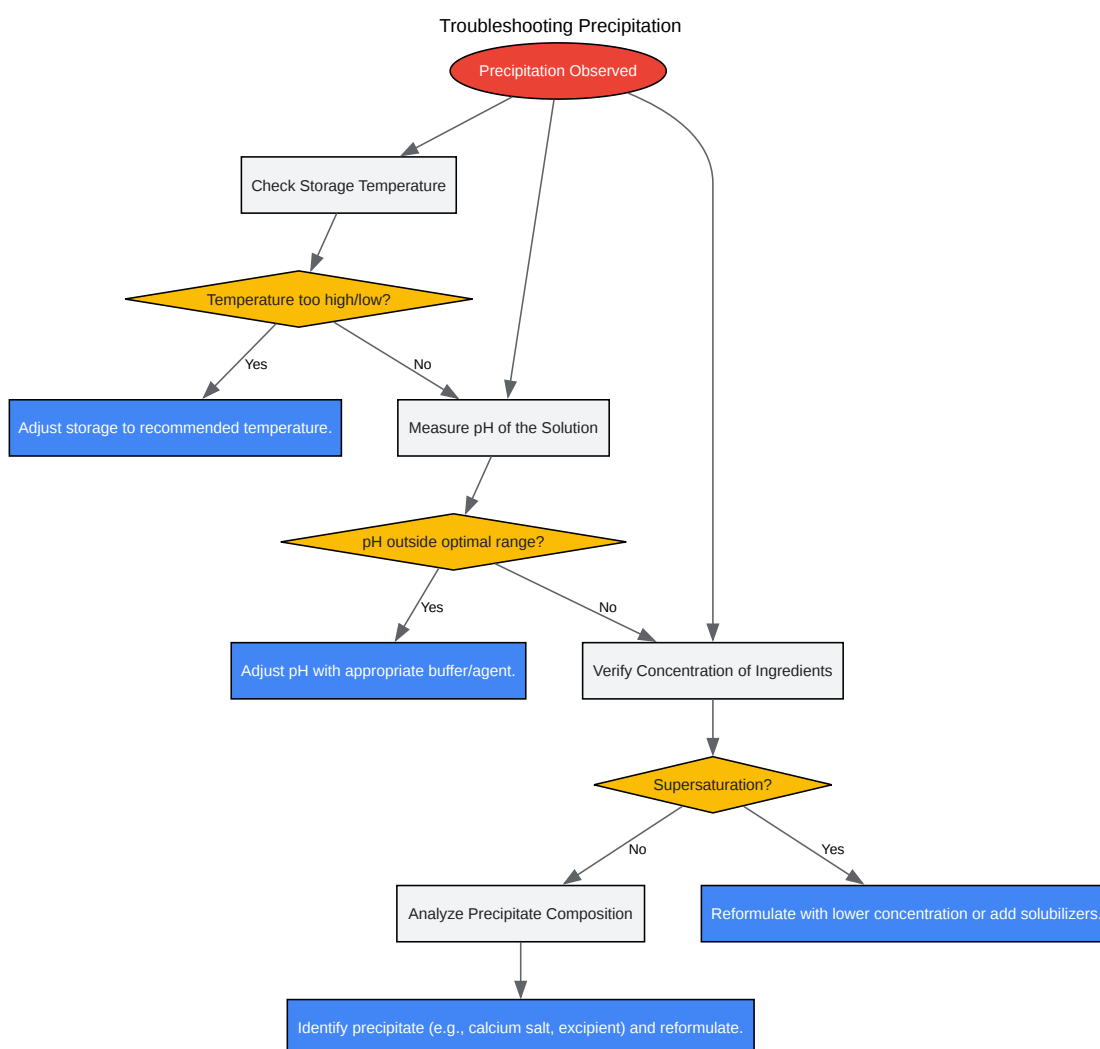 Troubleshooting Precipitation
Precipitation Observed
Check Storage Temperature
Temperature too high/low?
Yes
No
Adjust storage to recommended temperature.
Measure pH of the Solution
pH outside optimal range?
Yes
No
Adjust pH with appropriate buffer/agent.
Verify Concentration of Ingredients
Supersaturation?
No
Yes
Analyze Precipitate Composition
Reformulate with lower concentration or add solubilizers.
Identify precipitate (e.g., calcium salt, excipient) and reformulate.